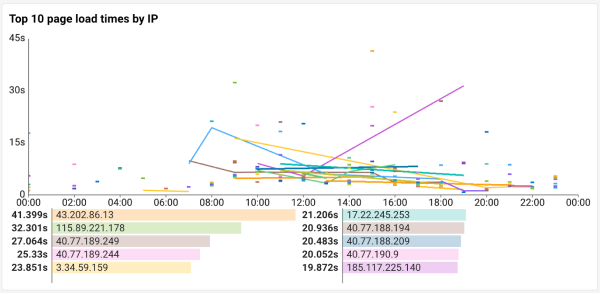 Top 10 page load times by IP
45s
30s
15s
0
00:00 02:00 04:00 06:00 08:00 10:00 12:00 14:00 16:00 18:00 20:00 22:00 00:00
41.399s 43.202.86.13
32.301s 115.89.221.178
27.064s 40.77.189.249
25.33s 40.77.189.244
23.851s 3.34.59.159
21.206s 17.22.245.253
20.936s 40.77.188.194
20.483s 40.77.188.209
20.052s 40.77.190.9
19.872s 185.117.225.140